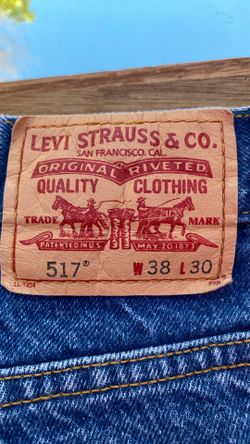 LEVI STRAUSS & CO.
SAN FRANCISCO, CAL.
ORIGINAL RIVETED
QUALITY CLOTHING
TRADE MARK
PATENTED IN U.S. MAY 20 1873
517® W 38 L 30